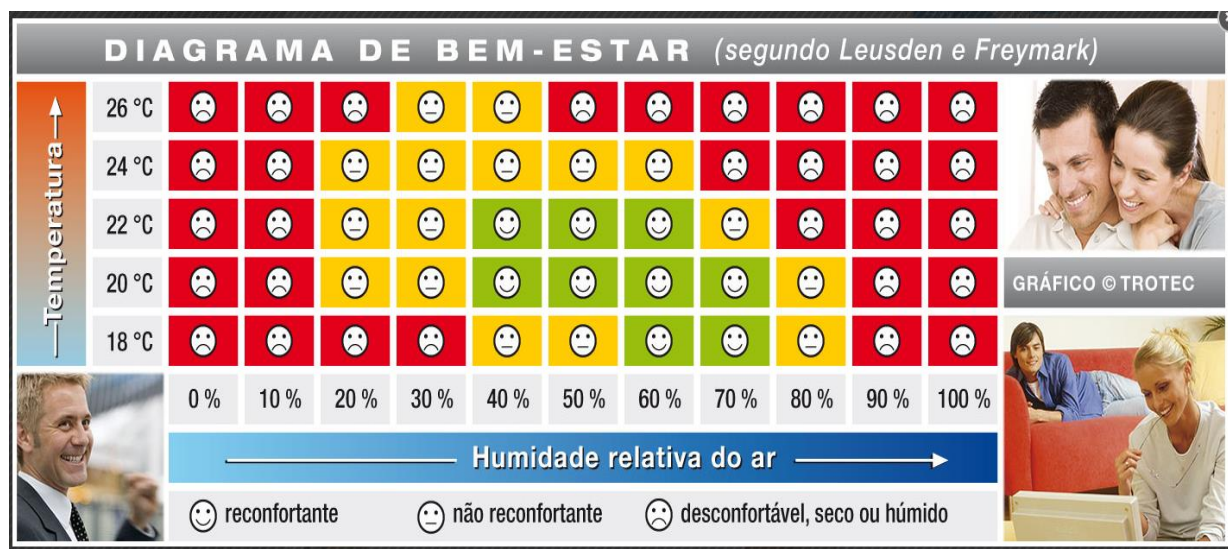 DIAGRAMA DE BEM-ESTAR (segundo Leusden e Freymark)
Temperatura
26 °C
24 °C
22 °C
20 °C
GRÁFICO © TROTEC
18 °C
0 % 10 % 20 % 30 % 40 % 50 % 60 % 70 % 80 % 90 % 100 %
Humidade relativa do ar
reconfortante não reconfortante desconfortável, seco ou húmido